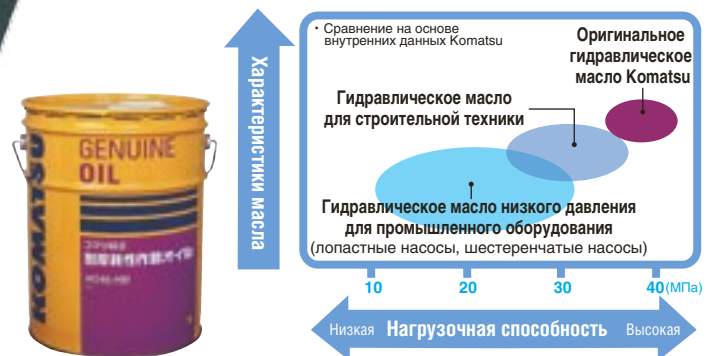 KOMATSU
GENUINE
OIL
Характеристики масла
· Сравнение на основе
внутренних данных Komatsu
Оригинальное
гидравлическое
масло Komatsu
Гидравлическое масло
для строительной техники
Гидравлическое масло низкого давления
для промышленного оборудования
(лопастные насосы, шестеренчатые насосы)
10 20 30 40 (МПа)
Низкая Нагрузочная способность Высокая